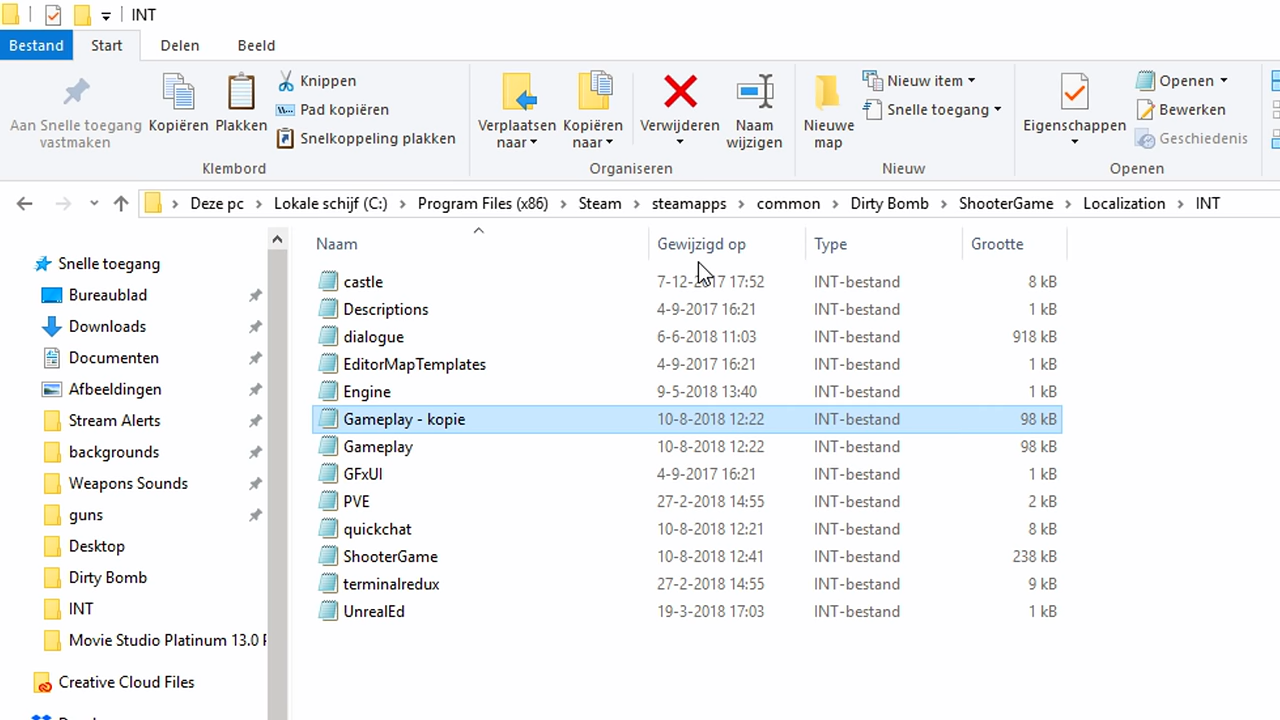 INT
Bestand Start Delen Beeld
Aan Snelle toegang vastmaken
Kopiëren
Plakken
Knippen
Pad kopiëren
Snelkoppeling plakken
Klembord
Verplaatsen naar
Kopiëren naar
Verwijderen
Naam wijzigen
Organiseren
Nieuwe map
Nieuw item
Snelle toegang
Nieuw
Eigenschappen
Openen
Bewerken
Geschiedenis
Openen
Deze pc > Lokale schijf (C:) > Program Files (x86) > Steam > steamapps > common > Dirty Bomb > ShooterGame > Localization > INT
Snelle toegang
Bureaublad
Downloads
Documenten
Afbeeldingen
Stream Alerts
backgrounds
Weapons Sounds
guns
Desktop
Dirty Bomb
INT
Movie Studio Platinum 13.0
Creative Cloud Files
Naam Gewijzigd op Type Grootte
castle 7-12-2017 17:52 INT-bestand 8 kB
Descriptions 4-9-2017 16:21 INT-bestand 1 kB
dialogue 6-6-2018 11:03 INT-bestand 918 kB
EditorMapTemplates 4-9-2017 16:21 INT-bestand 1 kB
Engine 9-5-2018 13:40 INT-bestand 1 kB
Gameplay - kopie 10-8-2018 12:22 INT-bestand 98 kB
Gameplay 10-8-2018 12:22 INT-bestand 98 kB
GFxUI 4-9-2017 16:21 INT-bestand 1 kB
PVE 27-2-2018 14:55 INT-bestand 2 kB
quickchat 10-8-2018 12:21 INT-bestand 8 kB
ShooterGame 10-8-2018 12:41 INT-bestand 238 kB
terminalredux 27-2-2018 14:55 INT-bestand 9 kB
UnrealEd 19-3-2018 17:03 INT-bestand 1 kB